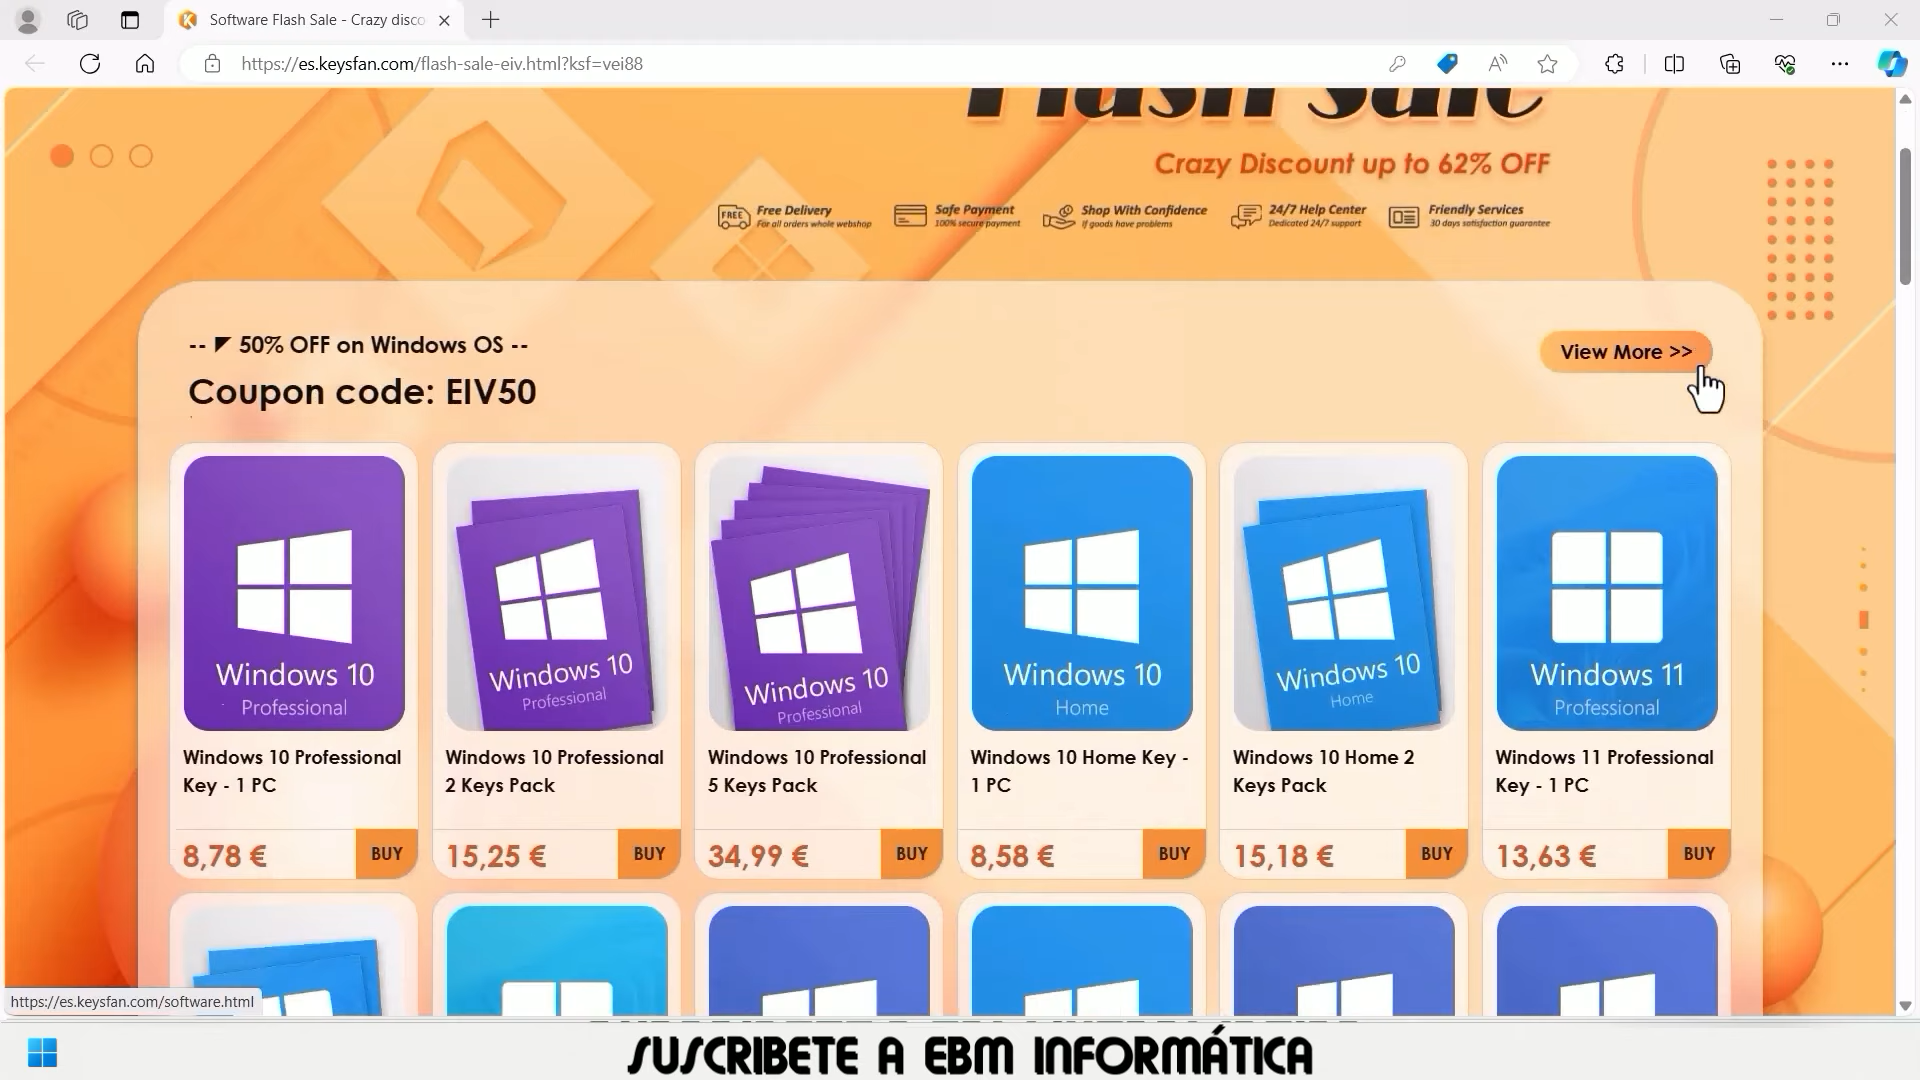 Software Flash Sale - Crazy disco
https://es.keysfan.com/flash-sale-eiv.html?ksf=vei88
Flash Sale
Crazy Discount up to 62% OFF
FREE
Free Delivery
For all orders whole webshop
Safe Payment
100% secure payment
Shop With Confidence
If goods have problems
24/7 Help Center
Dedicated 24/7 support
Friendly Services
30 days satisfaction guarantee
-- ◤ 50% OFF on Windows OS --
View More >>
Coupon code: EIV50
Windows 10
Professional
Windows 10
Professional
Windows 10
Professional
Windows 10
Home
Windows 10
Home
Windows 11
Professional
Windows 10 Professional
Key - 1 PC
Windows 10 Professional
2 Keys Pack
Windows 10 Professional
5 Keys Pack
Windows 10 Home Key -
1 PC
Windows 10 Home 2
Keys Pack
Windows 11 Professional
Key - 1 PC
8,78 €
BUY
15,25 €
BUY
34,99 €
BUY
8,58 €
BUY
15,18 €
BUY
13,63 €
BUY
https://es.keysfan.com/software.html
SUSCRIBETE A EBM INFORMÁTICA